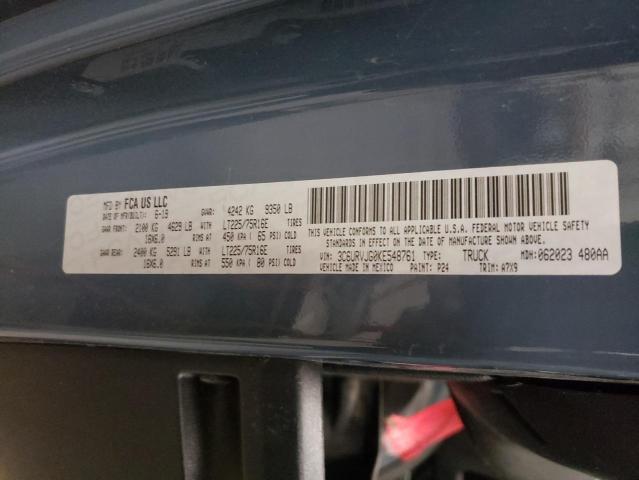 MFD BY FCA US LLC
DATE OF MFR(BUILT): 6-19 GVWR: 4242 KG 9350 LB
GAWR FRONT: 2100 KG 4629 LB WITH LT225/75R16E TIRES
16X6.0 RIMS AT 450 KPA ( 65 PSI) COLD
GAWR REAR: 2400 KG 5291 LB WITH LT225/75R16E TIRES
16X6.0 RIMS AT 550 KPA ( 80 PSI) COLD
THIS VEHICLE CONFORMS TO ALL APPLICABLE U.S.A. FEDERAL MOTOR VEHICLE SAFETY
STANDARDS IN EFFECT ON THE DATE OF MANUFACTURE SHOWN ABOVE.
VIN: 3C6URVJG0KE548761 TYPE: TRUCK MDH: 062023 480AA
VEHICLE MADE IN MEXICO PAINT: P24 TRIM: A7X9